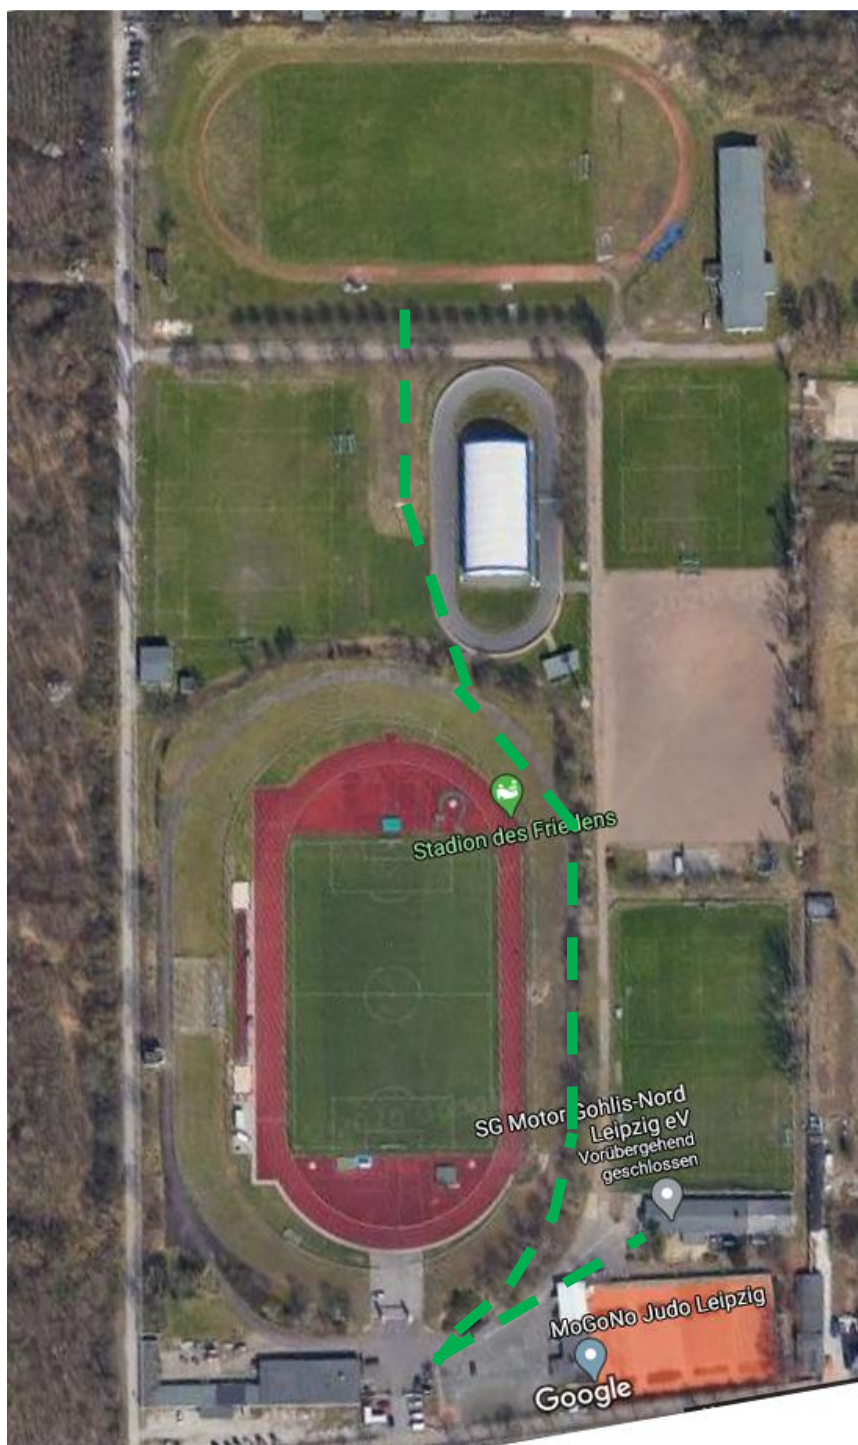 Stadion des Friedens
SG Motor Gohlis-Nord
Leipzig eV
Vorübergehend
geschlossen
MoGoNo Judo Leipzig
Google